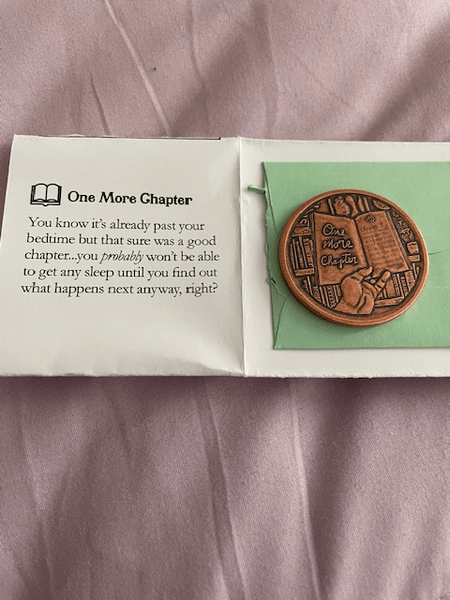 One More Chapter
You know it's already past your
bedtime but that sure was a good
chapter...you probably won't be able
to get any sleep until you find out
what happens next anyway, right?
One
More
Chapter